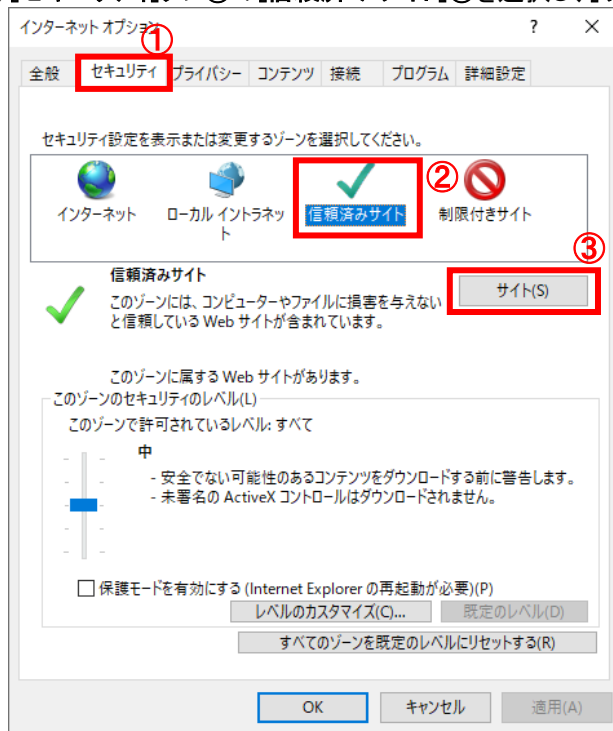 インターネット オプション
①
?
×
全般 セキュリティ プライバシー コンテンツ 接続 プログラム 詳細設定
セキュリティ設定を表示または変更するゾーンを選択してください。
②
インターネット
ローカル イントラネッ
ト
信頼済みサイト
制限付きサイト
③
信頼済みサイト
サイト(S)
このゾーンには、コンピューターやファイルに損害を与えない
と信頼している Web サイトが含まれています。
このゾーンに属する Web サイトがあります。
このゾーンのセキュリティのレベル(L)
このゾーンで許可されているレベル: すべて
中
- 安全でない可能性のあるコンテンツをダウンロードする前に警告します。
- 未署名の ActiveX コントロールはダウンロードされません。
保護モードを有効にする (Internet Explorer の再起動が必要)(P)
レベルのカスタマイズ(C)... 既定のレベル(D)
すべてのゾーンを既定のレベルにリセットする(R)
OK キャンセル 適用(A)